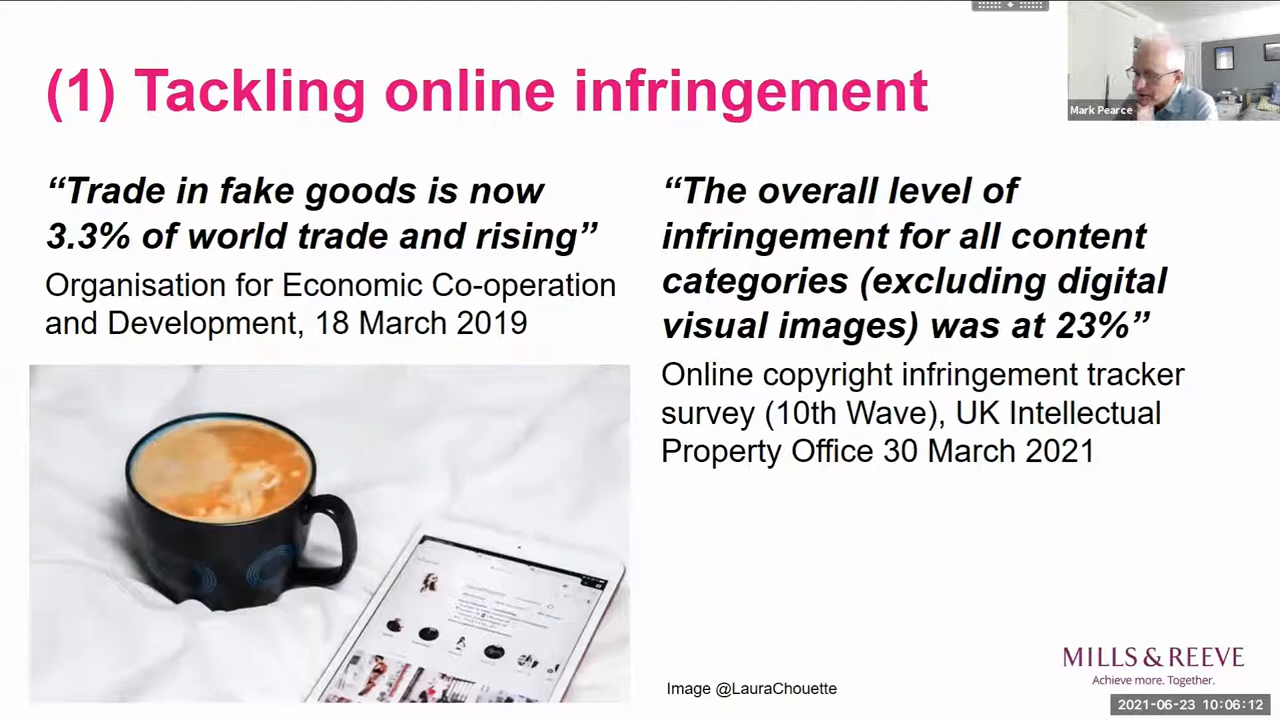 (1) Tackling online infringement
Mark Pearce
“Trade in fake goods is now
3.3% of world trade and rising”
Organisation for Economic Co-operation
and Development, 18 March 2019
“The overall level of
infringement for all content
categories (excluding digital
visual images) was at 23%”
Online copyright infringement tracker
survey (10th Wave), UK Intellectual
Property Office 30 March 2021
Image @LauraChouette
MILLS & REEVE
Achieve more. Together.
2021-06-23 10:06:12